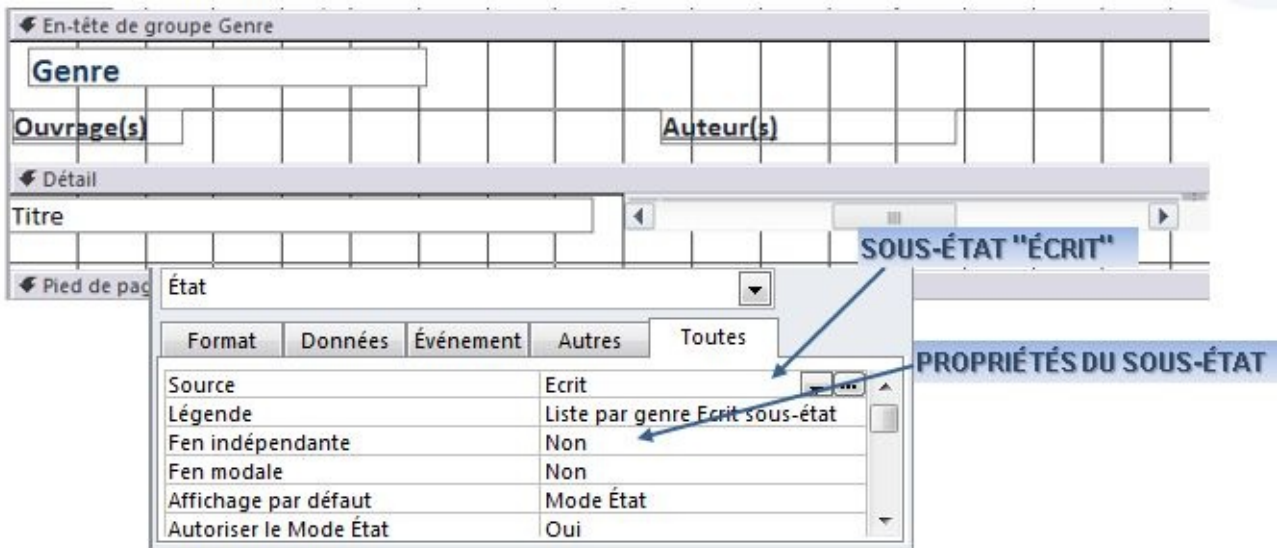 En-tête de groupe Genre
Genre
Ouvrage(s) Auteur(s)
Détail
Titre
SOUS-ÉTAT "ÉCRIT"
Pied de pag
État
Format Données Événement Autres Toutes
PROPRIÉTÉS DU SOUS-ÉTAT
Source Ecrit
Légende Liste par genre Ecrit sous-état
Fen indépendante Non
Fen modale Non
Affichage par défaut Mode État
Autoriser le Mode État Oui